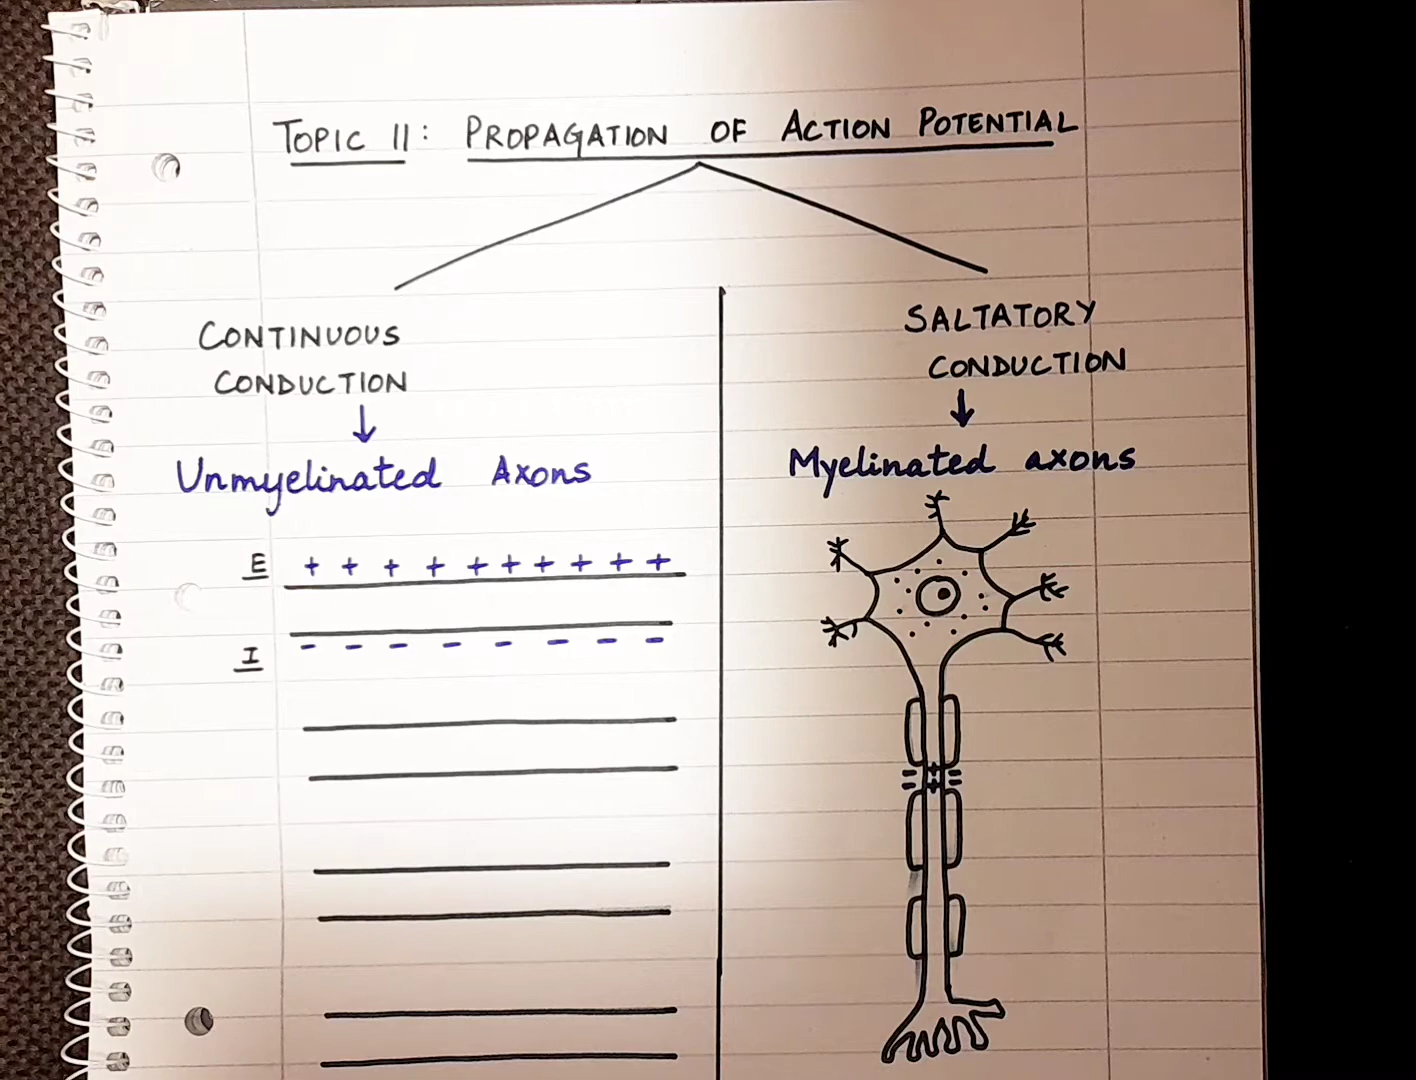 TOPIC 11: PROPAGATION OF ACTION POTENTIAL
CONTINUOUS
CONDUCTION
↓
Unmyelinated Axons
E + + + + + + + + + +
I - - - - - - - -
SALTATORY
CONDUCTION
↓
Myelinated axons